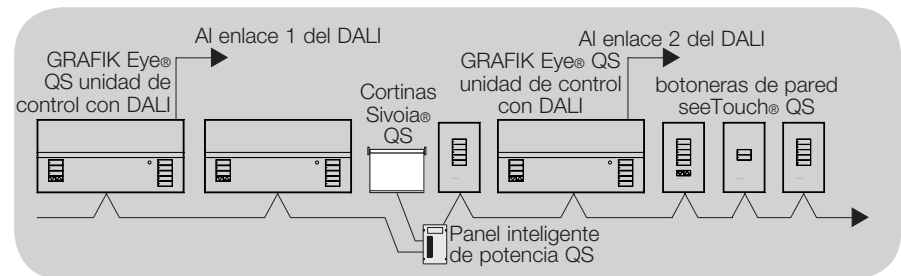 Al enlace 1 del DALI
GRAFIK Eye® 
QS unidad de
control con DALI
Cortinas
Sivoia®
QS
Al enlace 2 del DALI
GRAFIK Eye® QS
unidad de control
con DALI
botoneras de pared
seeTouch® QS
Panel inteligente
de potencia QS